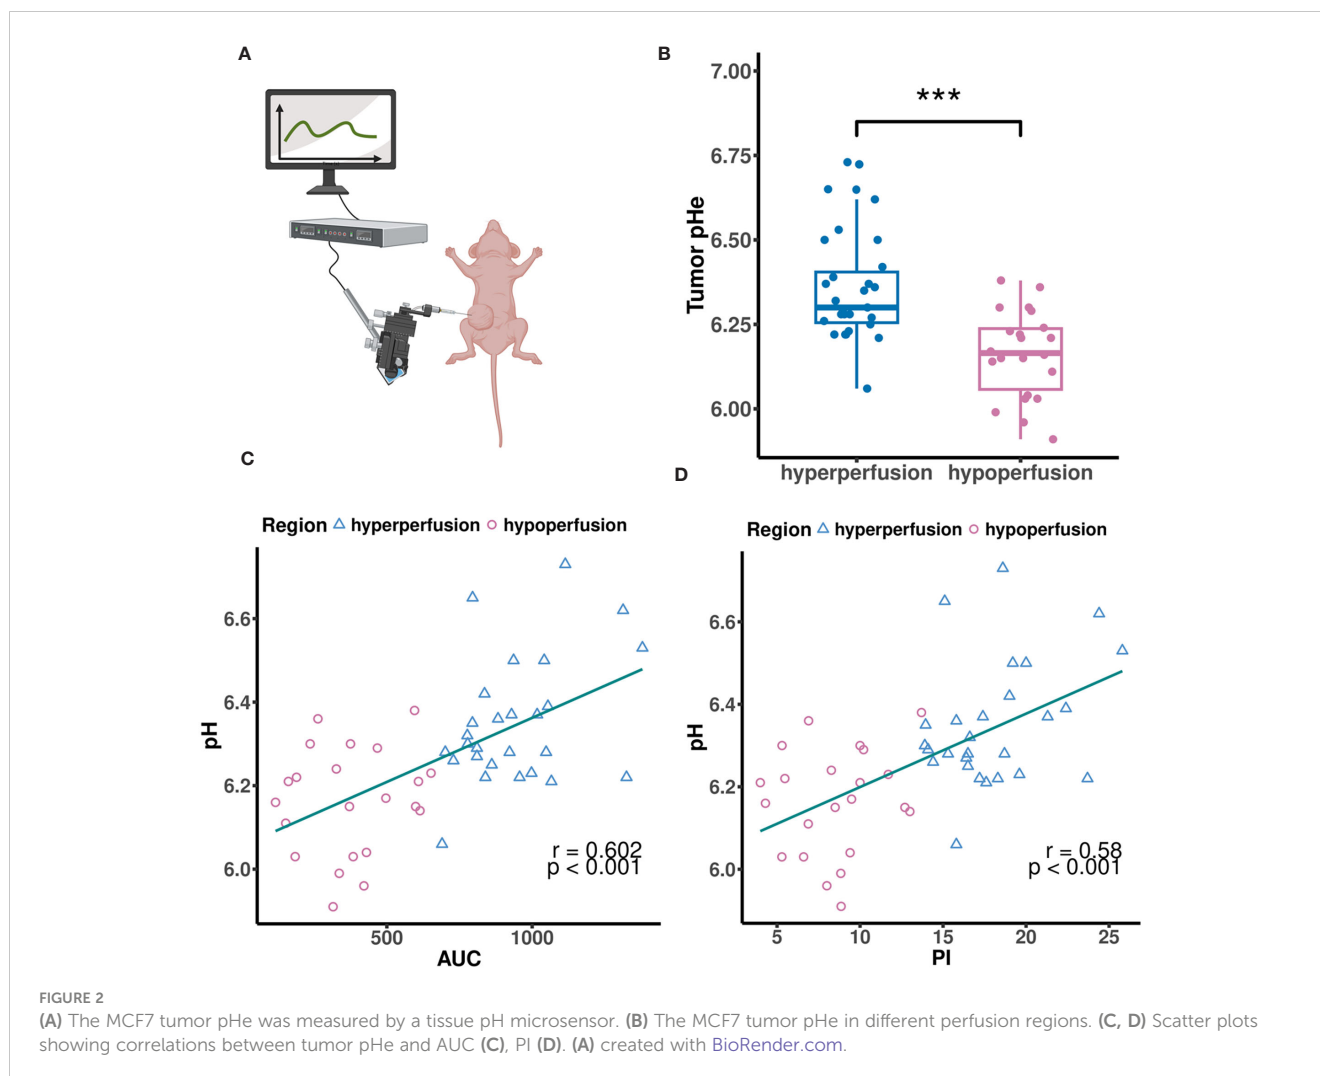 A
B
7.00
6.75
6.50
6.25
6.00
Tumor pHe
***
hyperperfusion hypoperfusion
C
Region hyperperfusion hypoperfusion
6.6
6.4
6.2
6.0
pH
r = 0.602
p < 0.001
500 1000
AUC
D
Region hyperperfusion hypoperfusion
6.6
6.4
6.2
6.0
pH
r = 0.58
p < 0.001
5 10 15 20 25
PI
FIGURE 2
(A) The MCF7 tumor pHe was measured by a tissue pH microsensor. (B) The MCF7 tumor pHe in different perfusion regions. (C, D) Scatter plots
showing correlations between tumor pHe and AUC (C), PI (D). (A) created with BioRender.com.